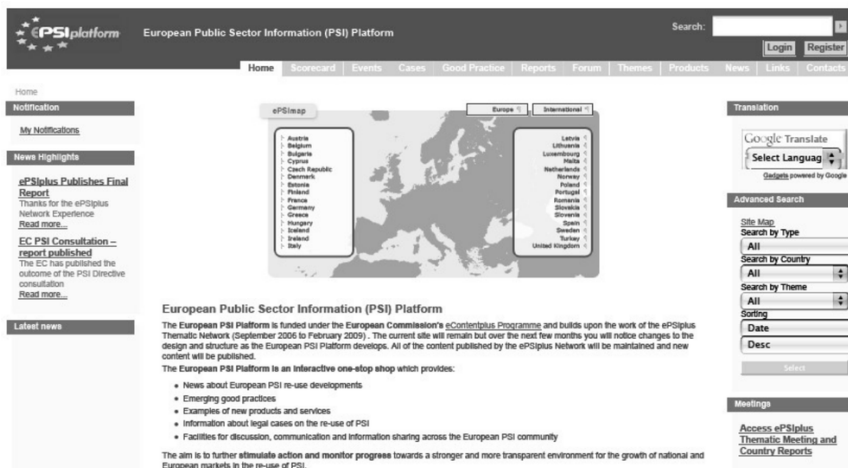 ePSIplatform
European Public Sector Information (PSI) Platform
Search:
Login Register
Home Scorecard Events Cases Good Practice Reports Forum Themes Products News Links Contacts
Home
Notification
My Notifications
News Highlights
ePSIplus Publishes Final
Report
Thanks for the ePSIplus
Network Experience
Read more...
EC PSI Consultation –
report published
The EC has published the
outcome of the PSI Directive
consultation
Read more...
Latest news
ePSImap
Europe
International
Austria
Belgium
Bulgaria
Cyprus
Czech Republic
Denmark
Estonia
Finland
France
Germany
Greece
Hungary
Iceland
Ireland
Italy
Latvia
Lithuania
Luxembourg
Malta
Netherlands
Norway
Poland
Portugal
Romania
Slovakia
Slovenia
Spain
Sweden
Turkey
United Kingdom
European Public Sector Information (PSI) Platform
The European PSI Platform is funded under the European Commission's eContentplus Programme and builds upon the work of the ePSIplus
Thematic Network (September 2006 to February 2009) . The current site will remain but over the next few months you will notice changes to the
design and structure as the European PSI Platform develops. All of the content published by the ePSIplus Network will be maintained and new
content will be published.
The European PSI Platform is an interactive one-stop shop which provides:
• News about European PSI re-use developments
• Emerging good practices
• Examples of new products and services
• Information about legal cases on the re-use of PSI
• Facilities for discussion, communication and information sharing across the European PSI community
The aim is to further stimulate action and monitor progress towards a stronger and more transparent environment for the growth of national and
European markets in the re-use of PSI.
Translation
Google Translate
Select Languag
Gadgets powered by Google
Advanced Search
Site Map
Search by Type
All
Search by Country
All
Search by Theme
All
Sorting
Date
Desc
Select
Meetings
Access ePSIplus
Thematic Meeting and
Country Reports